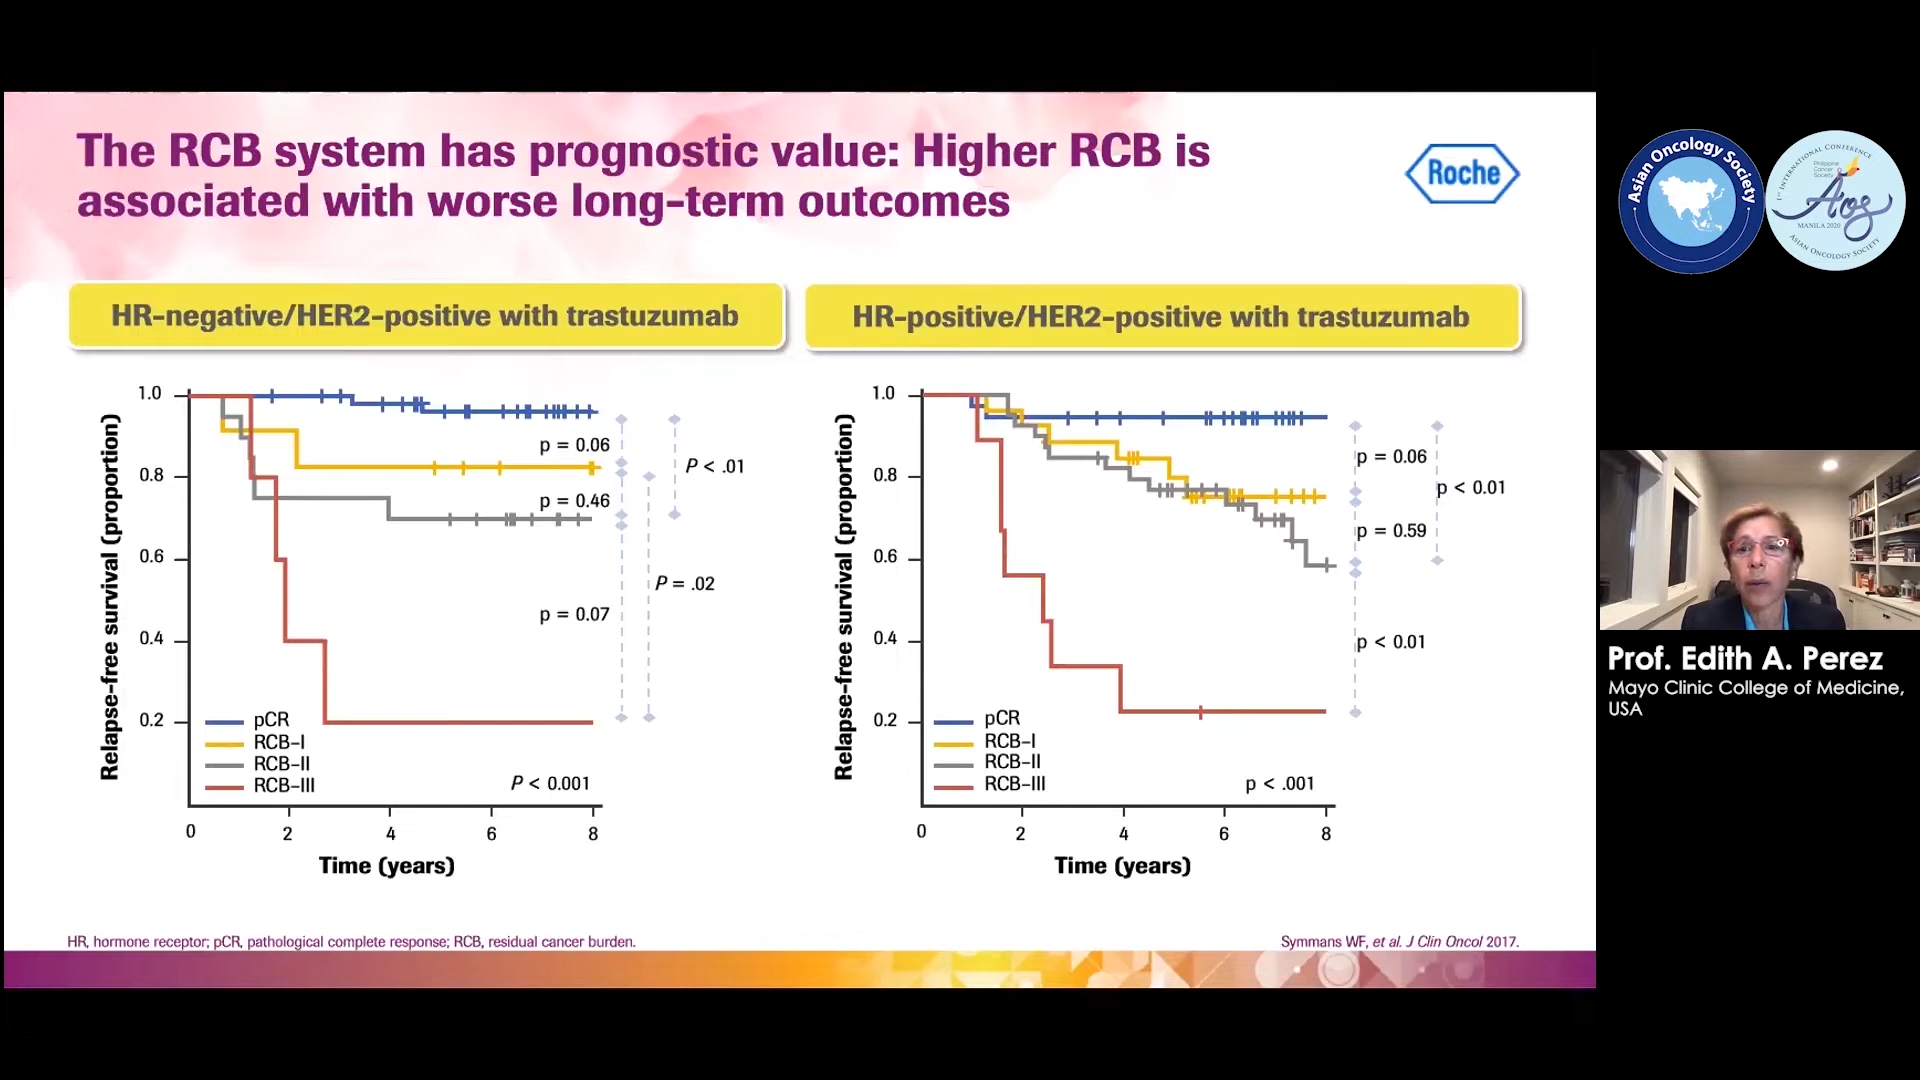 The RCB system has prognostic value: Higher RCB is
associated with worse long-term outcomes
Roche
Asian Oncology Society
1st INTERNATIONAL CONFERENCE
Philippine
Cancer
Society
Aos
MANILA 2020
ASIAN ONCOLOGY SOCIETY
HR-negative/HER2-positive with trastuzumab
Relapse-free survival (proportion)
1.0
0.8
0.6
0.4
0.2
p = 0.06
P < .01
p = 0.46
P = .02
p = 0.07
pCR
RCB-I
RCB-II
RCB-III
P < 0.001
0 2 4 6 8
Time (years)
HR-positive/HER2-positive with trastuzumab
Relapse-free survival (proportion)
1.0
0.8
0.6
0.4
0.2
p = 0.06
p < 0.01
p = 0.59
p < 0.01
pCR
RCB-I
RCB-II
RCB-III
p < .001
0 2 4 6 8
Time (years)
Prof. Edith A. Perez
Mayo Clinic College of Medicine,
USA
HR, hormone receptor; pCR, pathological complete response; RCB, residual cancer burden.
Symmans WF, et al. J Clin Oncol 2017.